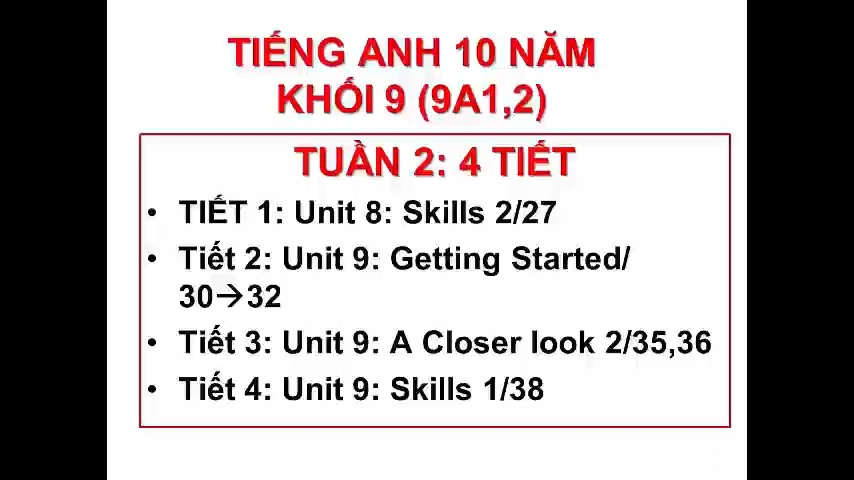 TIẾNG ANH 10 NĂM
KHỐI 9 (9A1,2)
TUẦN 2: 4 TIẾT
• TIẾT 1: Unit 8: Skills 2/27
• Tiết 2: Unit 9: Getting Started/
30→32
• Tiết 3: Unit 9: A Closer look 2/35,36
• Tiết 4: Unit 9: Skills 1/38